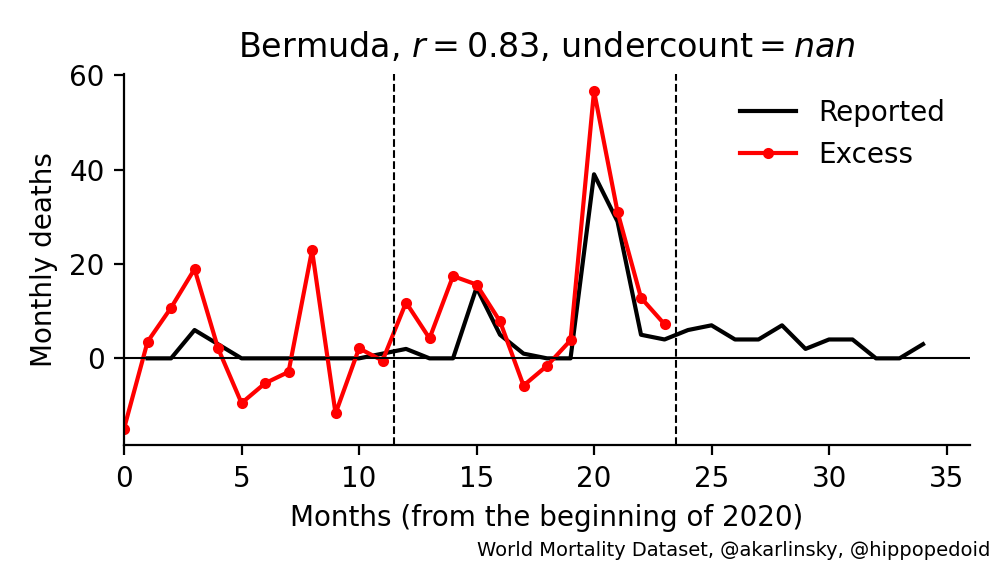 Bermuda, r = 0.83, undercount = nan
Monthly deaths
60
40
20
0
Reported
Excess
0 5 10 15 20 25 30 35
Months (from the beginning of 2020)
World Mortality Dataset, @akarlinsky, @hippopedoid